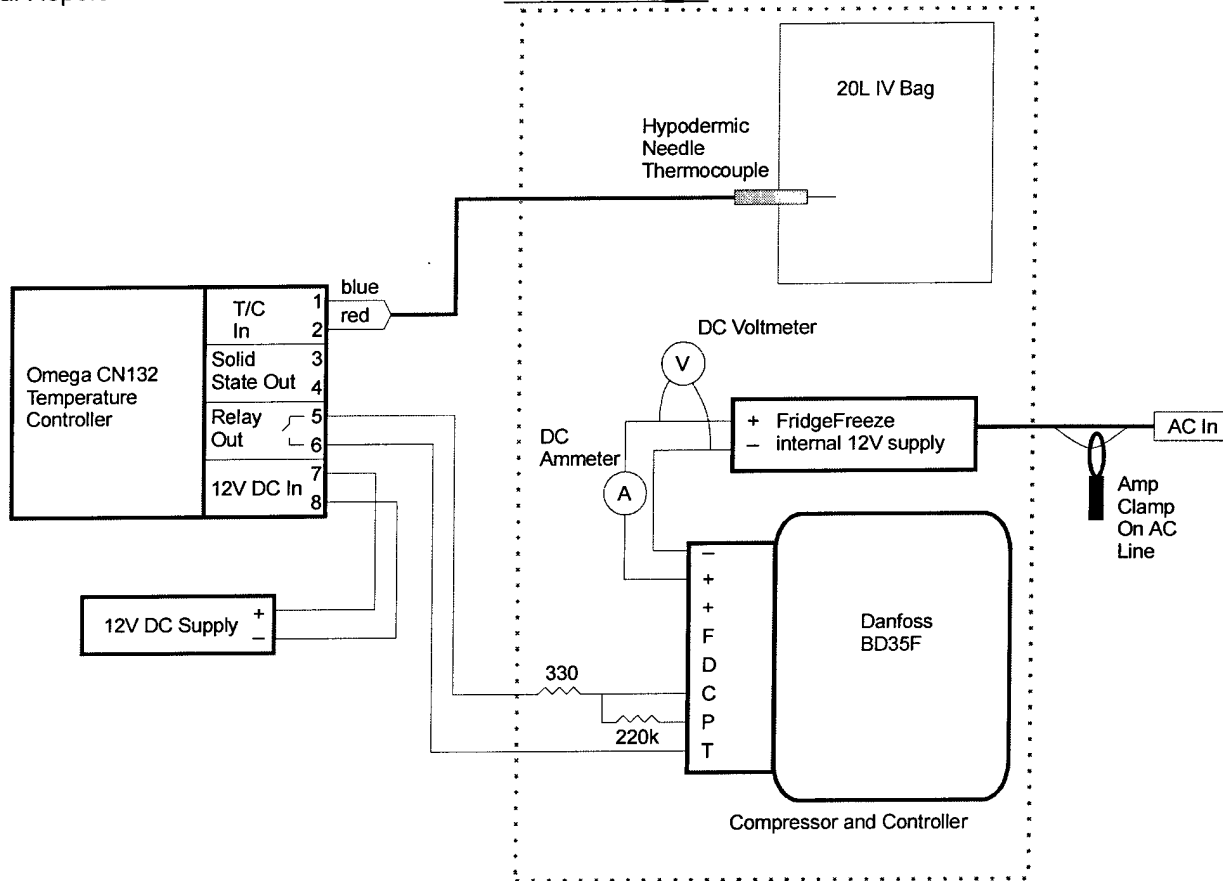 20L IV Bag
Hypodermic
Needle
Thermocouple
blue
red
T/C
In
1
2
Solid
State Out
3
4
Relay
Out
5
6
12V DC In
7
8
Omega CN132
Temperature
Controller
12V DC Supply
+
–
DC Voltmeter
V
DC
Ammeter
A
+
–
FridgeFreeze
internal 12V supply
AC In
Amp
Clamp
On AC
Line
–
+
+
F
D
C
P
T
Danfoss
BD35F
330
220k
Compressor and Controller